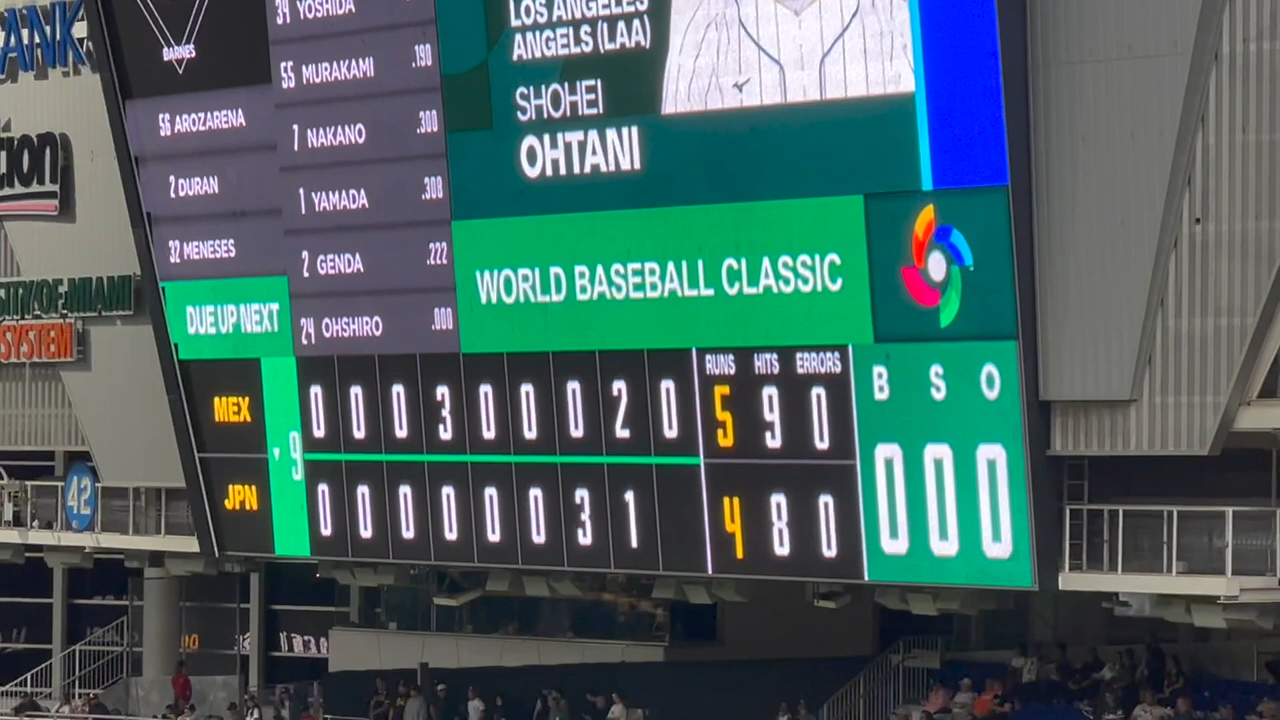 ANK
tion
SITY OF MIAMI
SYSTEM
42
BARNES
56 AROZARENA
2 DURAN
32 MENESES
DUE UP NEXT
34 YOSHIDA
55 MURAKAMI .190
7 NAKANO .300
1 YAMADA .308
2 GENDA .222
24 OHSHIRO .000
LOS ANGELES
ANGELS (LAA)
SHOHEI
OHTANI
WORLD BASEBALL CLASSIC
RUNS HITS ERRORS
MEX 0 0 0 3 0 0 0 2 0 5 9 0
▼ 9
JPN 0 0 0 0 0 0 3 1 4 8 0
B S O
0 0 0